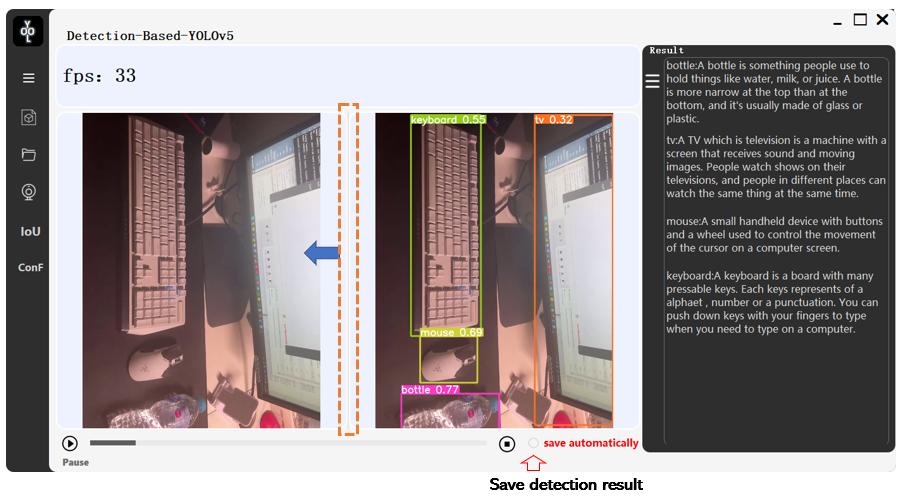 YOLO
Detection-Based-YOLOv5
fps: 33
IoU
ConF
keyboard 0.55
tv 0.32
mouse 0.69
bottle 0.77
save automatically
Pause
Save detection result
Result
bottle:A bottle is something people use to
hold things like water, milk, or juice. A bottle
is more narrow at the top than at the
bottom, and it's usually made of glass or
plastic.
tv:A TV which is television is a machine with a
screen that receives sound and moving
images. People watch shows on their
televisions, and people in different places can
watch the same thing at the same time.
mouse:A small handheld device with buttons
and a wheel used to control the movement
of the cursor on a computer screen.
keyboard:A keyboard is a board with many
pressable keys. Each keys represents of a
alphaet , number or a punctuation. You can
push down keys with your fingers to type
when you need to type on a computer.